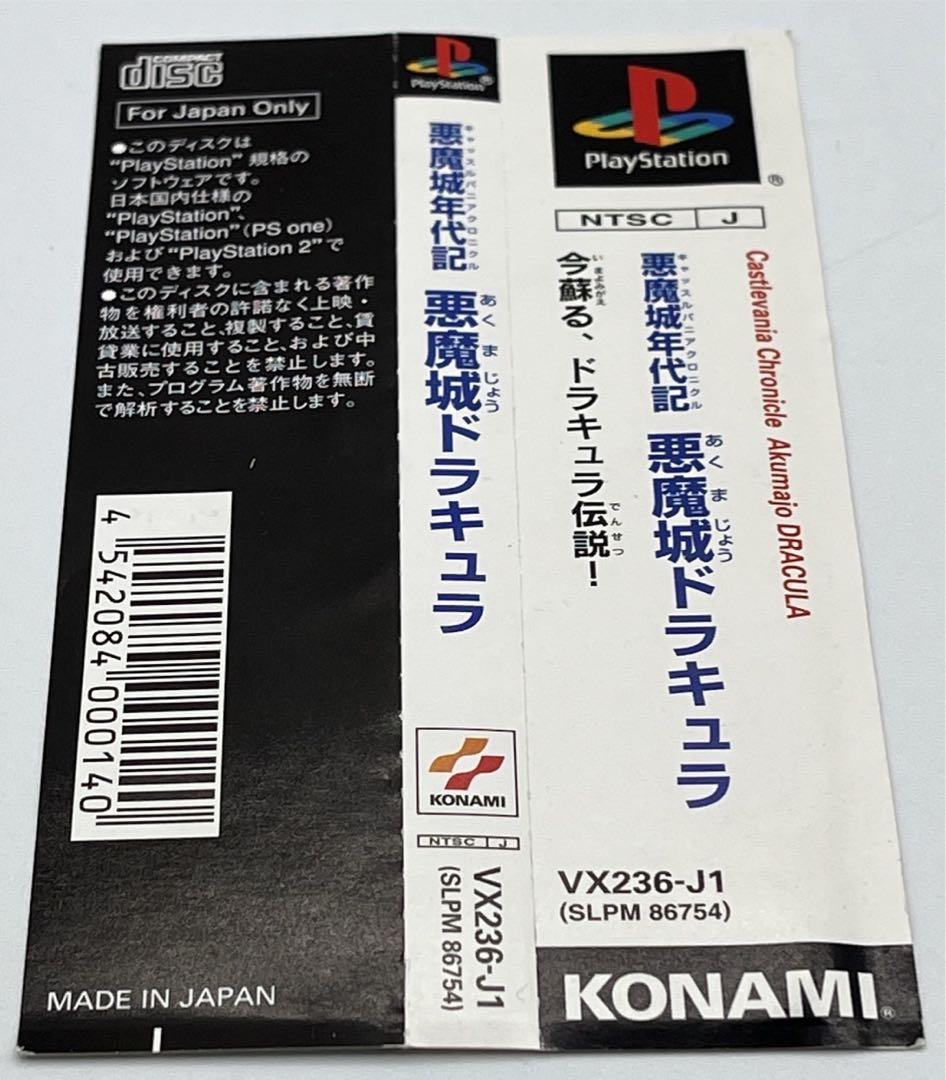 COMPACT
disc
For Japan Only
●このディスクは
"PlayStation" 規格の
ソフトウェアです。
日本国内仕様の
"PlayStation"、
"PlayStation"(PS one)
および"PlayStation 2"で
使用できます。
●このディスクに含まれる著作
物を権利者の許諾なく上映・
放送すること、複製すること、賃
貸業に使用すること、および中
古販売することを禁止します。
また、プログラム著作物を無断
で解析することを禁止します。
4 542084 000140
MADE IN JAPAN
PlayStation®
キャッスルバニアクロニクル
悪魔城年代記
あくまじょう
悪魔城ドラキュラ
KONAMI
NTSC J
VX236-J1
(SLPM 86754)
PlayStation
®
NTSC J
Castlevania Chronicle Akumajo DRACULA
キャッスルバニアクロニクル
悪魔城年代記
あくまじょう
悪魔城ドラキュラ
いまよみがえ
今蘇る、ドラキュラ伝説!
でんせつ
VX236-J1
(SLPM 86754)
KONAMI®